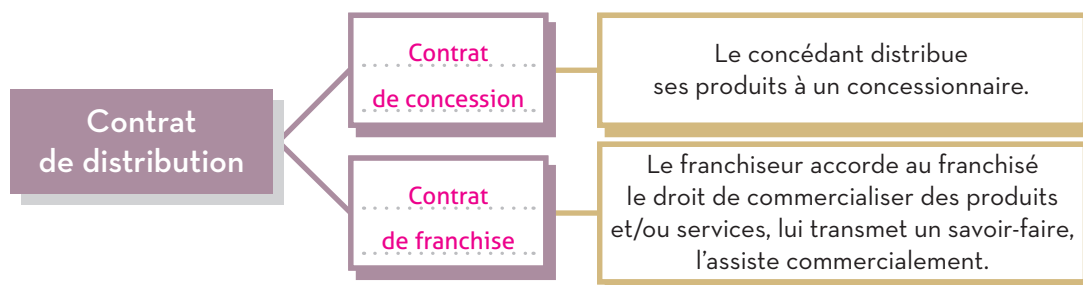 Contrat
de distribution
Contrat
de concession
Le concédant distribue
ses produits à un concessionnaire.
Contrat
de franchise
Le franchiseur accorde au franchisé
le droit de commercialiser des produits
et/ou services, lui transmet un savoir-faire,
l’assiste commercialement.